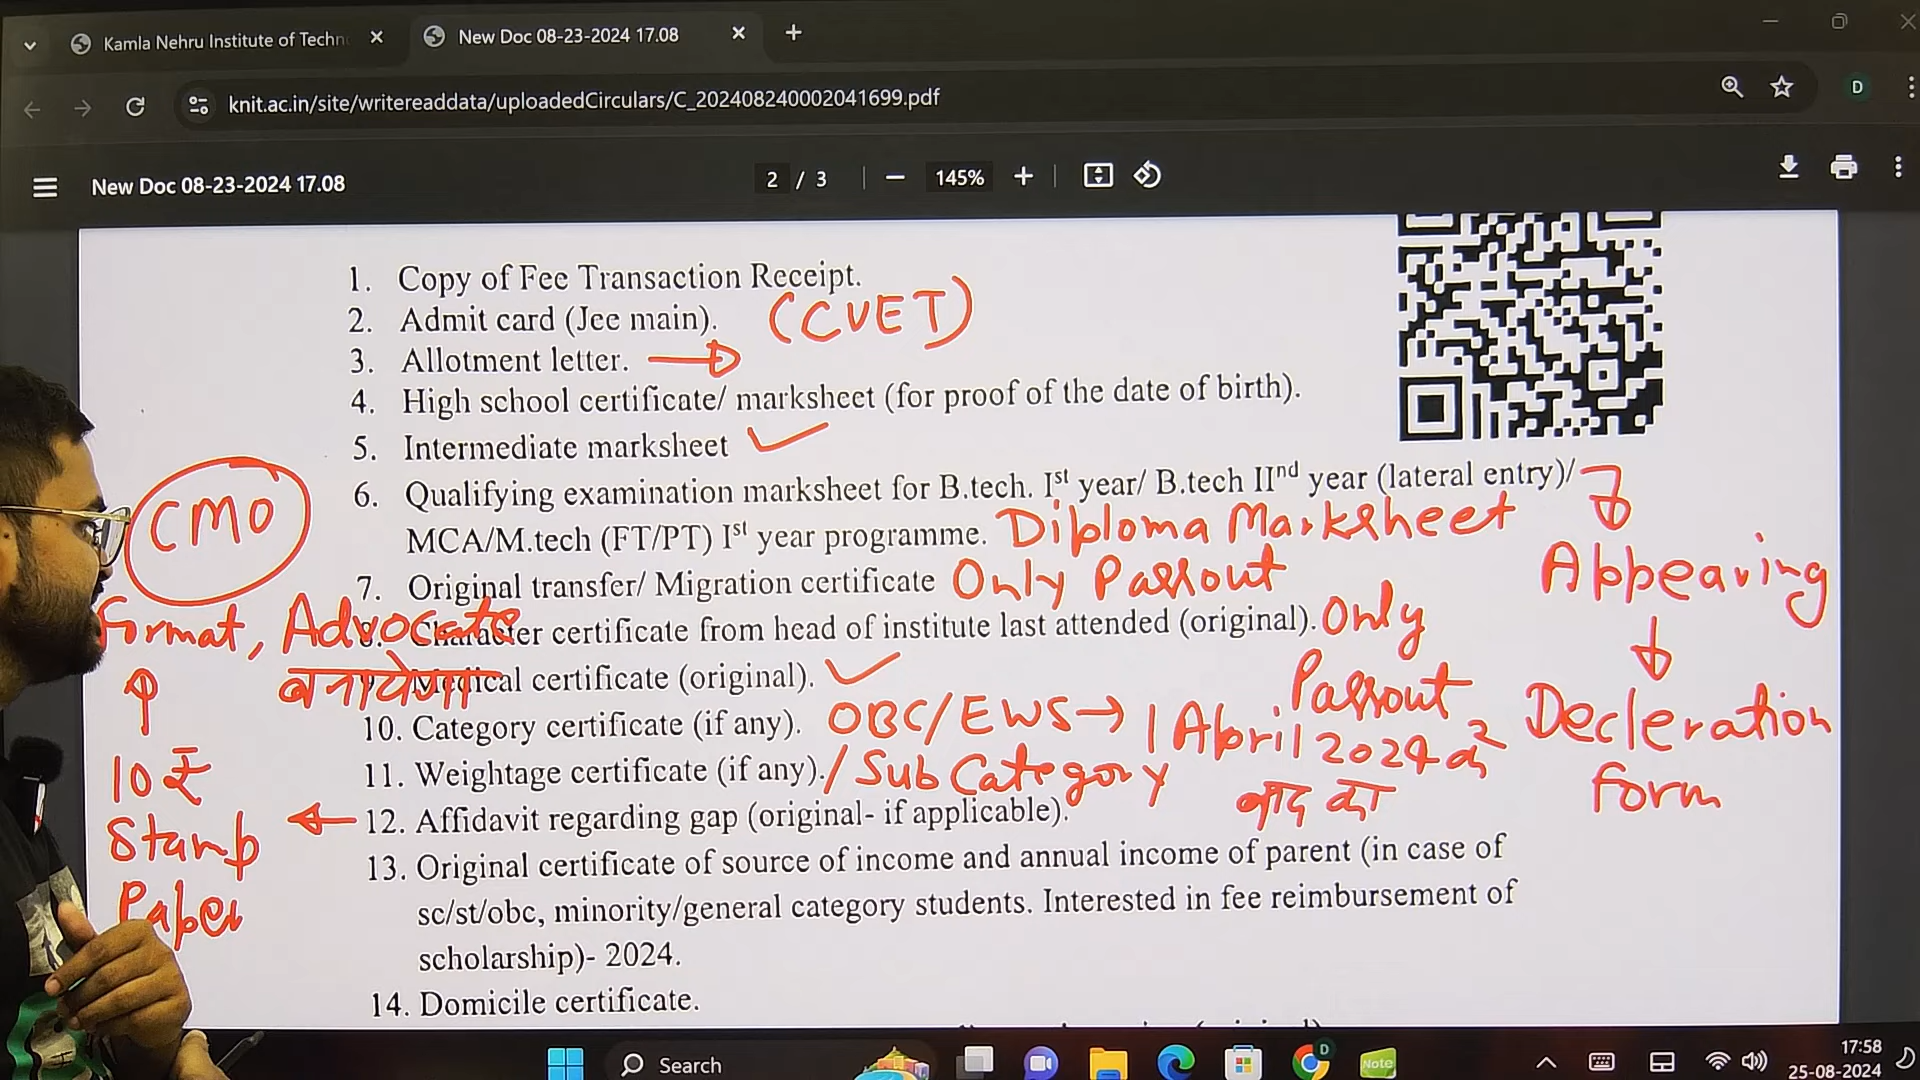 Kamla Nehru Institute of Techn
New Doc 08-23-2024 17.08
knit.ac.in/site/writereaddata/uploadedCirculars/C_202408240002041699.pdf
D
New Doc 08-23-2024 17.08
2 / 3
145%
1. Copy of Fee Transaction Receipt.
2. Admit card (Jee main). (CUET)
3. Allotment letter.
4. High school certificate/ marksheet (for proof of the date of birth).
5. Intermediate marksheet
6. Qualifying examination marksheet for B.tech. Ist year/ B.tech IInd year (lateral entry)/
MCA/M.tech (FT/PT) Ist year programme. Diploma Marksheet
7. Original transfer/ Migration certificate Only Passout
8. Character certificate from head of institute last attended (original). Only
Passout
9. Medical certificate (original).
10. Category certificate (if any). OBC/EWS → 1 April 2024 के
बाद का
11. Weightage certificate (if any). / Sub Category
12. Affidavit regarding gap (original- if applicable).
13. Original certificate of source of income and annual income of parent (in case of
sc/st/obc, minority/general category students. Interested in fee reimbursement of
scholarship)- 2024.
14. Domicile certificate.
CMO
Format, Advocate
बनायेगा
10 ₹
Stamp
Paper
Appearing
Decleration
form
Search
D
Note
17:58
25-08-2024